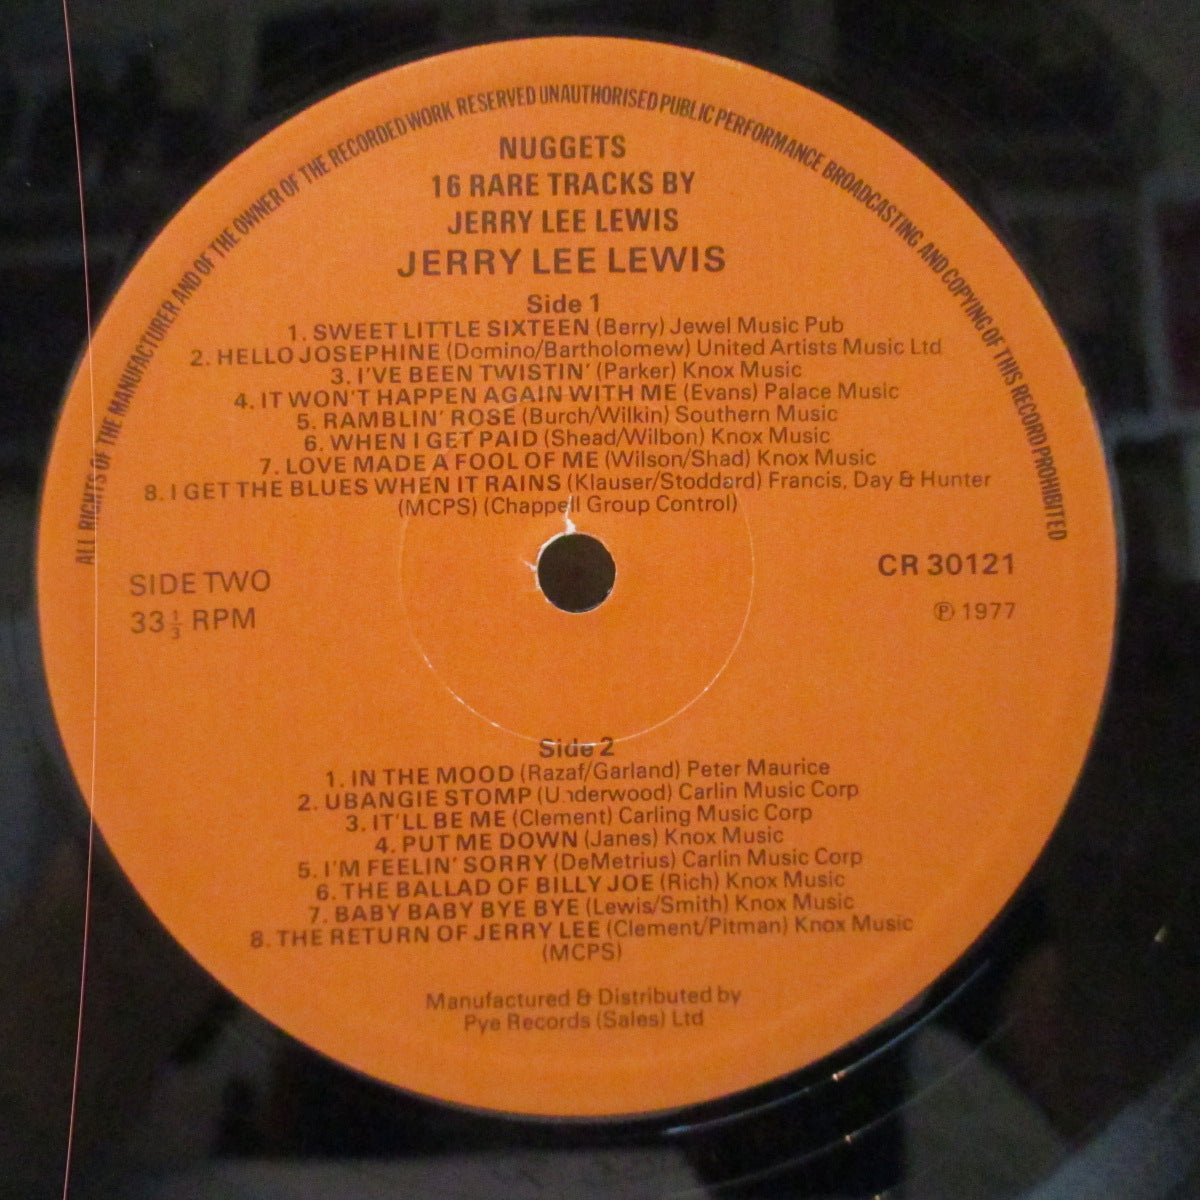 ALL RIGHTS OF THE MANUFACTURER AND OF THE OWNER OF THE RECORDED WORK RESERVED UNAUTHORISED PUBLIC PERFORMANCE BROADCASTING AND COPYING OF THIS RECORD PROHIBITED
NUGGETS
16 RARE TRACKS BY
JERRY LEE LEWIS
JERRY LEE LEWIS
Side 1
1. SWEET LITTLE SIXTEEN (Berry) Jewel Music Pub
2. HELLO JOSEPHINE (Domino/Bartholomew) United Artists Music Ltd
3. I'VE BEEN TWISTIN' (Parker) Knox Music
4. IT WON'T HAPPEN AGAIN WITH ME (Evans) Palace Music
5. RAMBLIN' ROSE (Burch/Wilkin) Southern Music
6. WHEN I GET PAID (Shead/Wilbon) Knox Music
7. LOVE MADE A FOOL OF ME (Wilson/Shad) Knox Music
8. I GET THE BLUES WHEN IT RAINS (Klauser/Stoddard) Francis, Day & Hunter
(MCPS) (Chappell Group Control)
SIDE TWO
33⅓ RPM
CR 30121
℗ 1977
Side 2
1. IN THE MOOD (Razaf/Garland) Peter Maurice
2. UBANGIE STOMP (Underwood) Carlin Music Corp
3. IT'LL BE ME (Clement) Carling Music Corp
4. PUT ME DOWN (Janes) Knox Music
5. I'M FEELIN' SORRY (DeMetrius) Carlin Music Corp
6. THE BALLAD OF BILLY JOE (Rich) Knox Music
7. BABY BABY BYE BYE (Lewis/Smith) Knox Music
8. THE RETURN OF JERRY LEE (Clement/Pitman) Knox Music
(MCPS)
Manufactured & Distributed by
Pye Records (Sales) Ltd